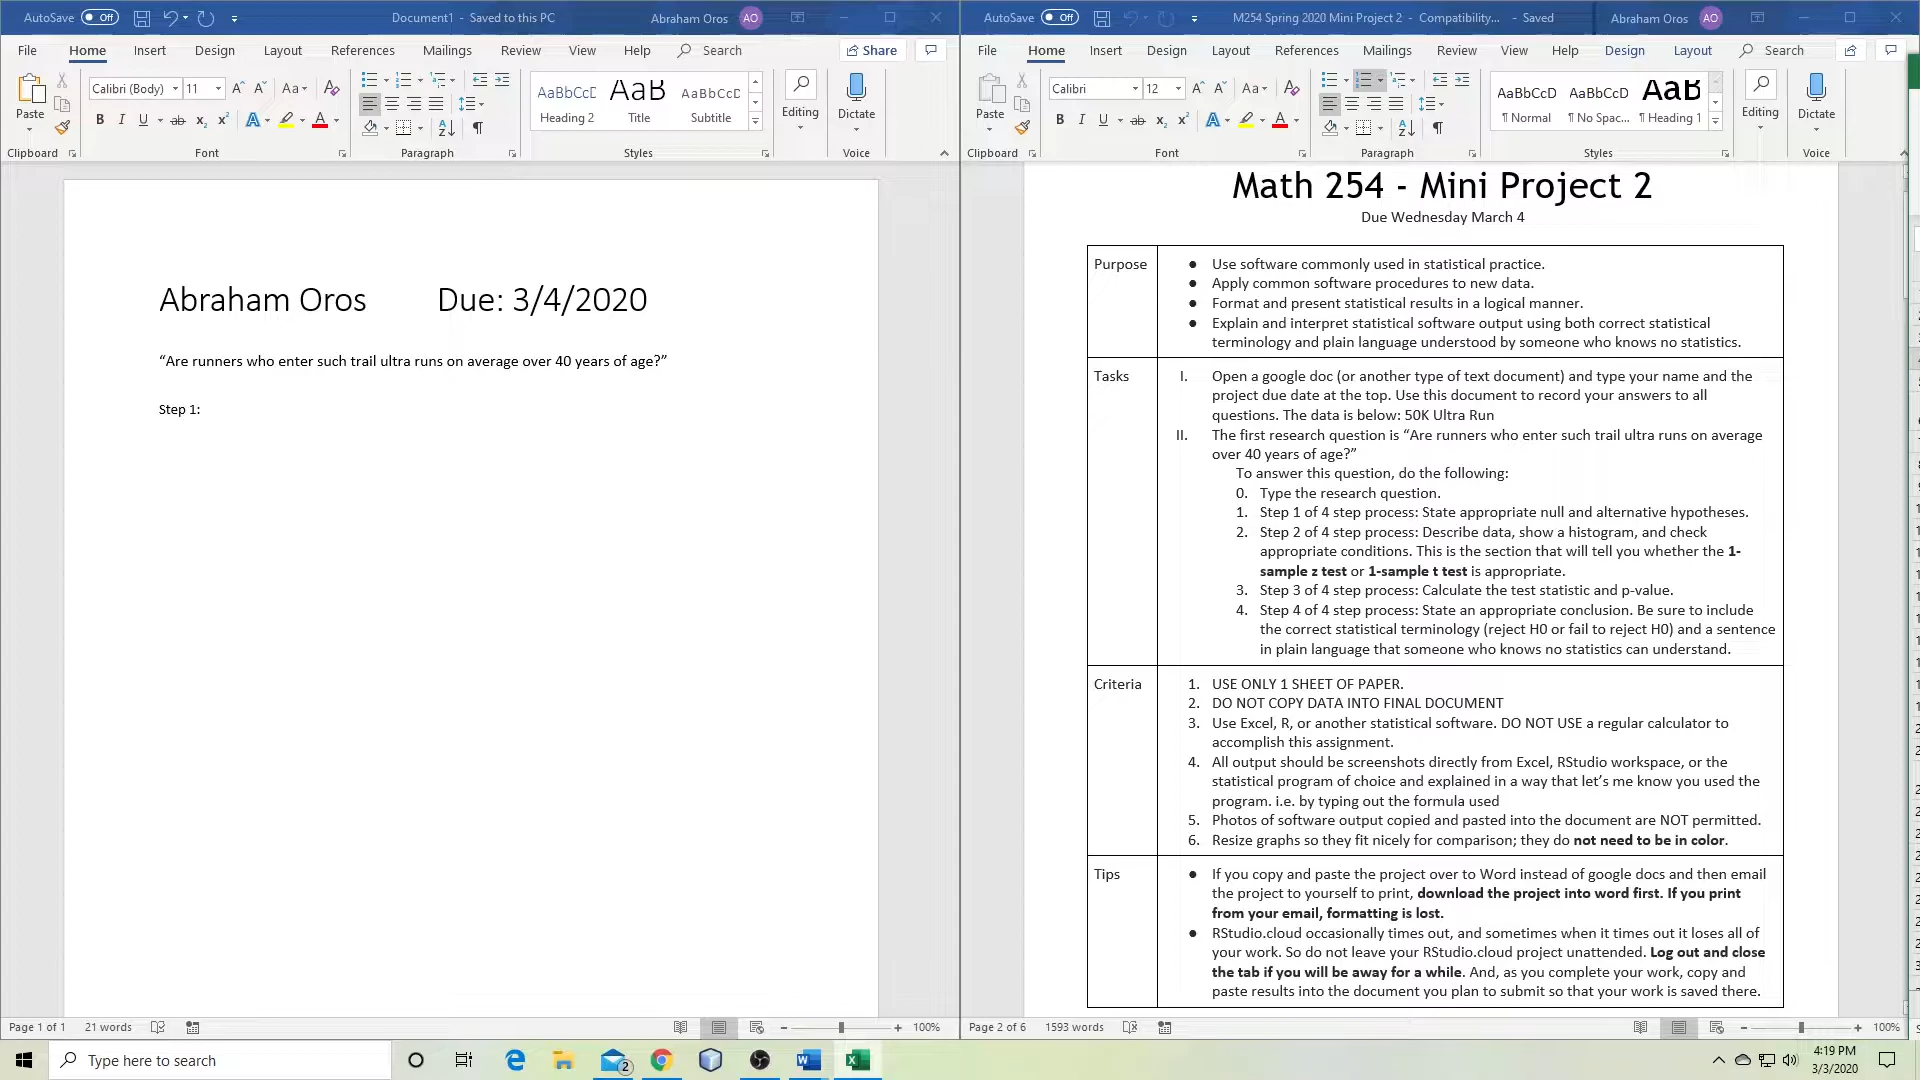 AutoSave Off Document1 - Saved to this PC Abraham Oros AO
File Home Insert Design Layout References Mailings Review View Help Search Share
Paste
Calibri (Body) 11
AaBbCcD Heading 2
AaB Title
AaBbCcD Subtitle
Editing
Dictate
Clipboard Font Paragraph Styles Voice
Abraham Oros Due: 3/4/2020
“Are runners who enter such trail ultra runs on average over 40 years of age?”
Step 1:
Page 1 of 1 21 words 100%
AutoSave Off M254 Spring 2020 Mini Project 2 - Compatibility... - Saved Abraham Oros AO
File Home Insert Design Layout References Mailings Review View Help Design Layout Search
Paste
Calibri 12
AaBbCcD ¶ Normal
AaBbCcD ¶ No Spac...
AaB ¶ Heading 1
Editing
Dictate
Clipboard Font Paragraph Styles Voice
Math 254 - Mini Project 2
Due Wednesday March 4
Purpose
● Use software commonly used in statistical practice.
● Apply common software procedures to new data.
● Format and present statistical results in a logical manner.
● Explain and interpret statistical software output using both correct statistical
terminology and plain language understood by someone who knows no statistics.
Tasks
I. Open a google doc (or another type of text document) and type your name and the
project due date at the top. Use this document to record your answers to all
questions. The data is below: 50K Ultra Run
II. The first research question is “Are runners who enter such trail ultra runs on average
over 40 years of age?”
To answer this question, do the following:
0. Type the research question.
1. Step 1 of 4 step process: State appropriate null and alternative hypotheses.
2. Step 2 of 4 step process: Describe data, show a histogram, and check
appropriate conditions. This is the section that will tell you whether the 1-
sample z test or 1-sample t test is appropriate.
3. Step 3 of 4 step process: Calculate the test statistic and p-value.
4. Step 4 of 4 step process: State an appropriate conclusion. Be sure to include
the correct statistical terminology (reject H0 or fail to reject H0) and a sentence
in plain language that someone who knows no statistics can understand.
Criteria
1. USE ONLY 1 SHEET OF PAPER.
2. DO NOT COPY DATA INTO FINAL DOCUMENT
3. Use Excel, R, or another statistical software. DO NOT USE a regular calculator to
accomplish this assignment.
4. All output should be screenshots directly from Excel, RStudio workspace, or the
statistical program of choice and explained in a way that let’s me know you used the
program. i.e. by typing out the formula used
5. Photos of software output copied and pasted into the document are NOT permitted.
6. Resize graphs so they fit nicely for comparison; they do not need to be in color.
Tips
● If you copy and paste the project over to Word instead of google docs and then email
the project to yourself to print, download the project into word first. If you print
from your email, formatting is lost.
● RStudio.cloud occasionally times out, and sometimes when it times out it loses all of
your work. So do not leave your RStudio.cloud project unattended. Log out and close
the tab if you will be away for a while. And, as you complete your work, copy and
paste results into the document you plan to submit so that your work is saved there.
Page 2 of 6 1593 words 100%
Type here to search
2
4:19 PM
3/3/2020